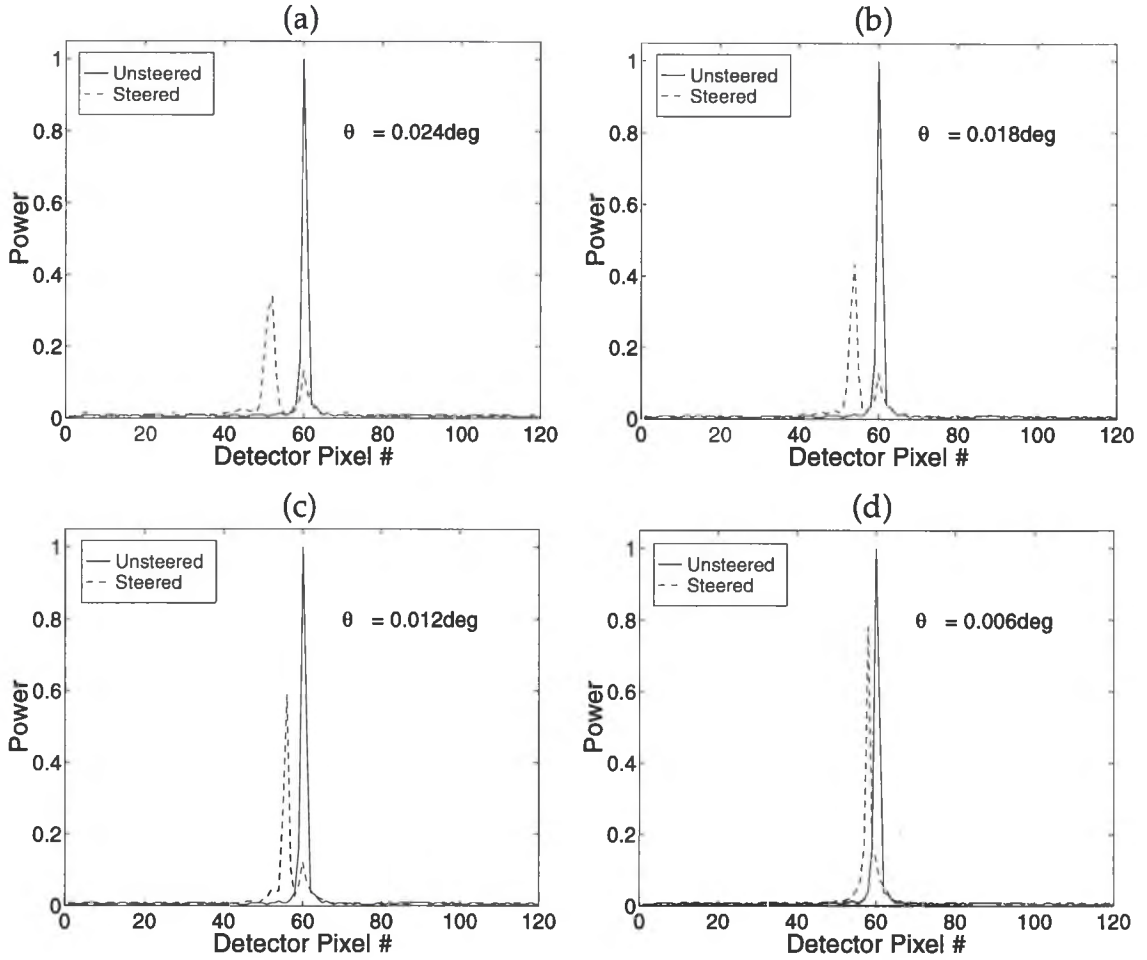 (a)
1
0.8
0.6
0.4
0.2
0
Power
Unsteered
Steered
θ = 0.024deg
0 20 40 60 80 100 120
Detector Pixel #
(b)
1
0.8
0.6
0.4
0.2
0
Power
Unsteered
Steered
θ = 0.018deg
0 20 40 60 80 100 120
Detector Pixel #
(c)
1
0.8
0.6
0.4
0.2
0
Power
Unsteered
Steered
θ = 0.012deg
0 20 40 60 80 100 120
Detector Pixel #
(d)
1
0.8
0.6
0.4
0.2
0
Power
Unsteered
Steered
θ = 0.006deg
0 20 40 60 80 100 120
Detector Pixel #